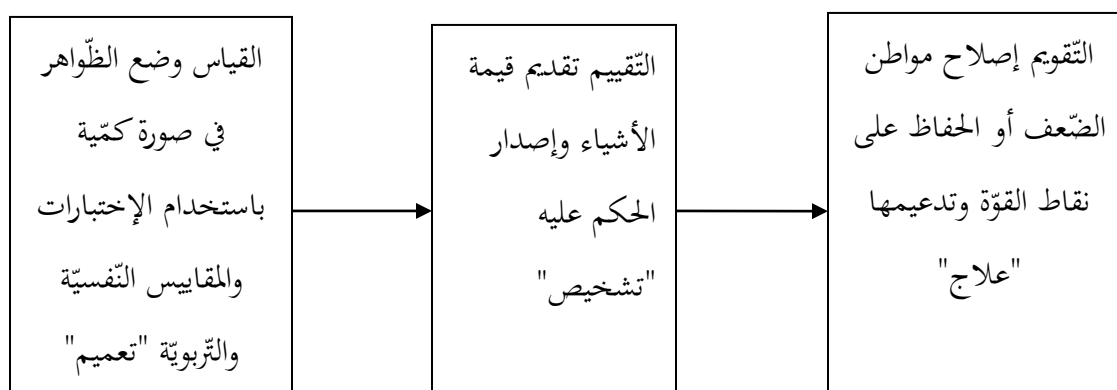 القياس وضع الظّواهر
في صورة كمّية
باستخدام الإختبارات
والمقاييس النّفسيّة
والتّربويّة "تعميم"
التّقييم تقديم قيمة
الأشياء وإصدار
الحكم عليه
"تشخيص"
التّقويم إصلاح مواطن
الضّعف أو الحفاظ على
نقاط القوّة وتدعيمها
"علاج"